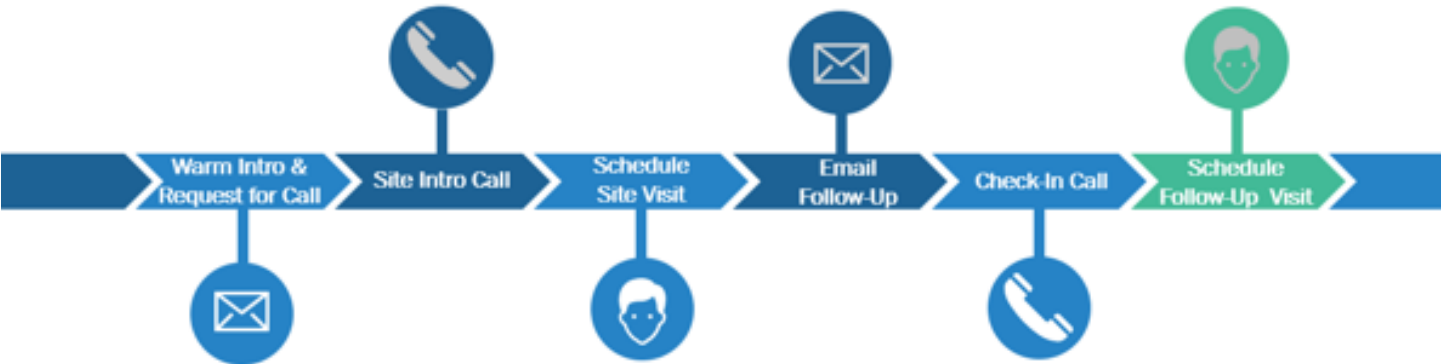 Warm Intro &
Request for Call
Site Intro Call
Schedule
Site Visit
Email
Follow-Up
Check-In Call
Schedule
Follow-Up Visit